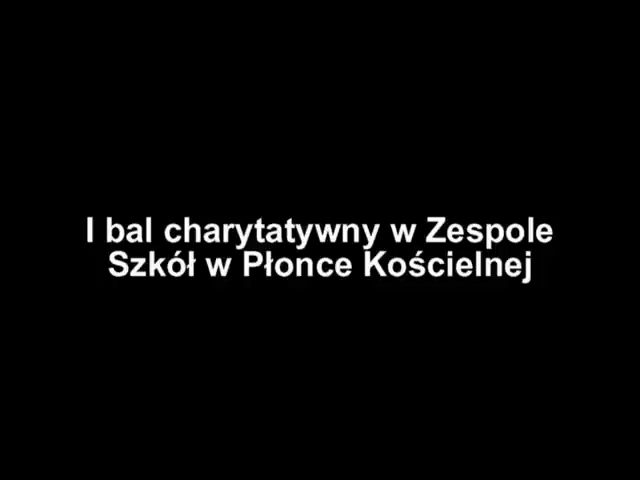 I bal charytatywny w Zespole
Szkół w Płonce Kościelnej